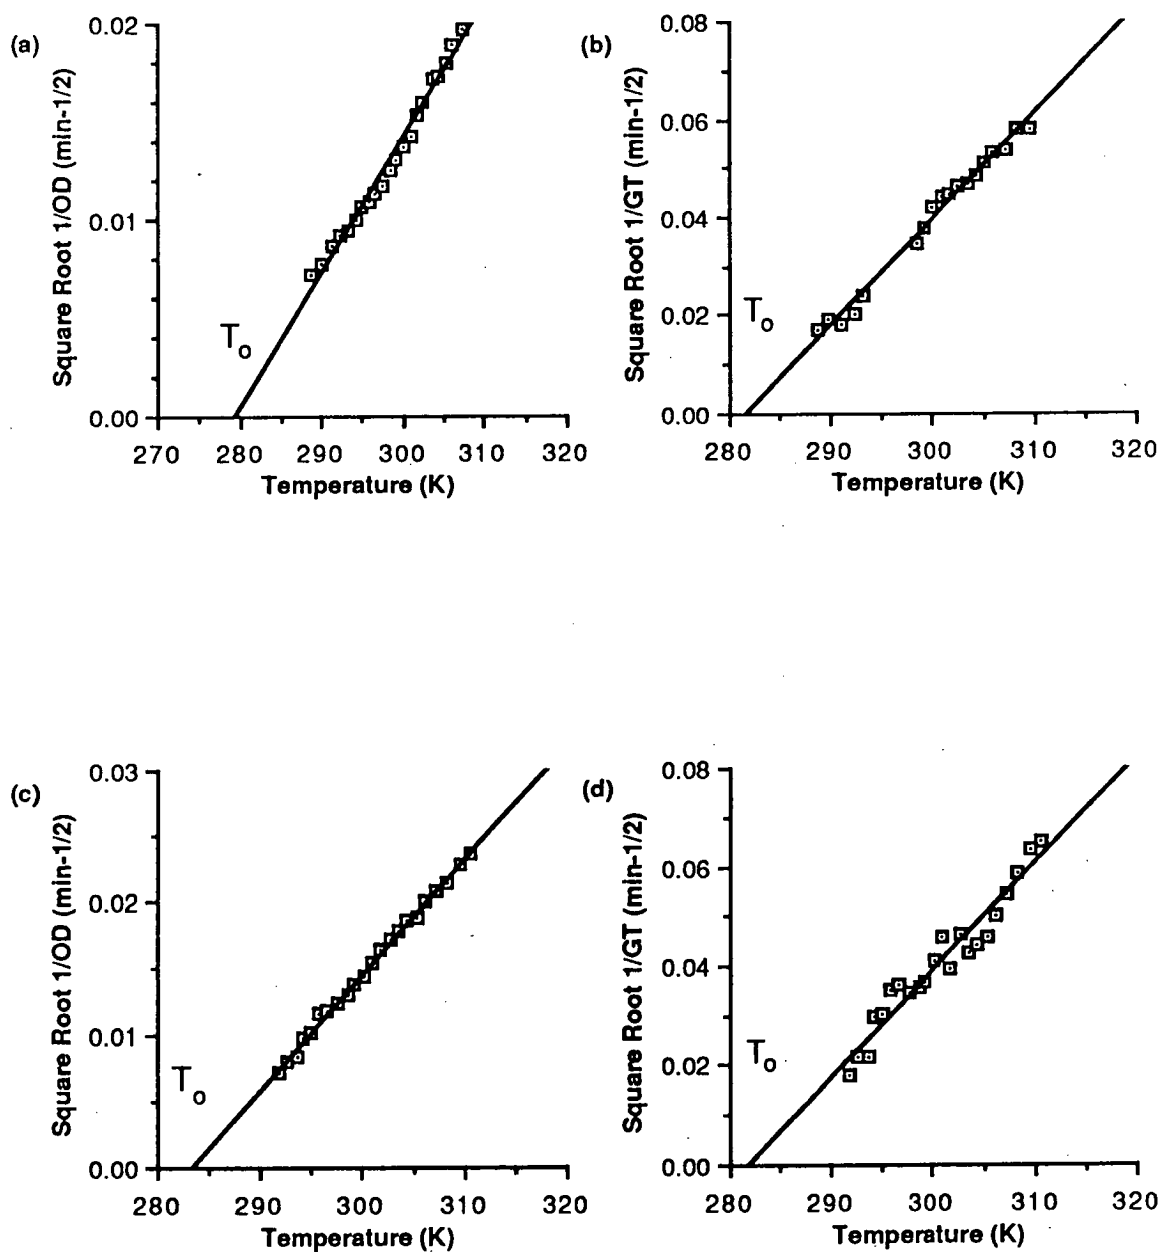 (a)
Square Root 1/OD (min-1/2)
0.02
0.01
0.00
To
270 280 290 300 310 320
Temperature (K)
(b)
Square Root 1/GT (min-1/2)
0.08
0.06
0.04
0.02
0.00
To
280 290 300 310 320
Temperature (K)
(c)
Square Root 1/OD (min-1/2)
0.03
0.02
0.01
0.00
To
280 290 300 310 320
Temperature (K)
(d)
Square Root 1/GT (min-1/2)
0.08
0.06
0.04
0.02
0.00
To
280 290 300 310 320
Temperature (K)